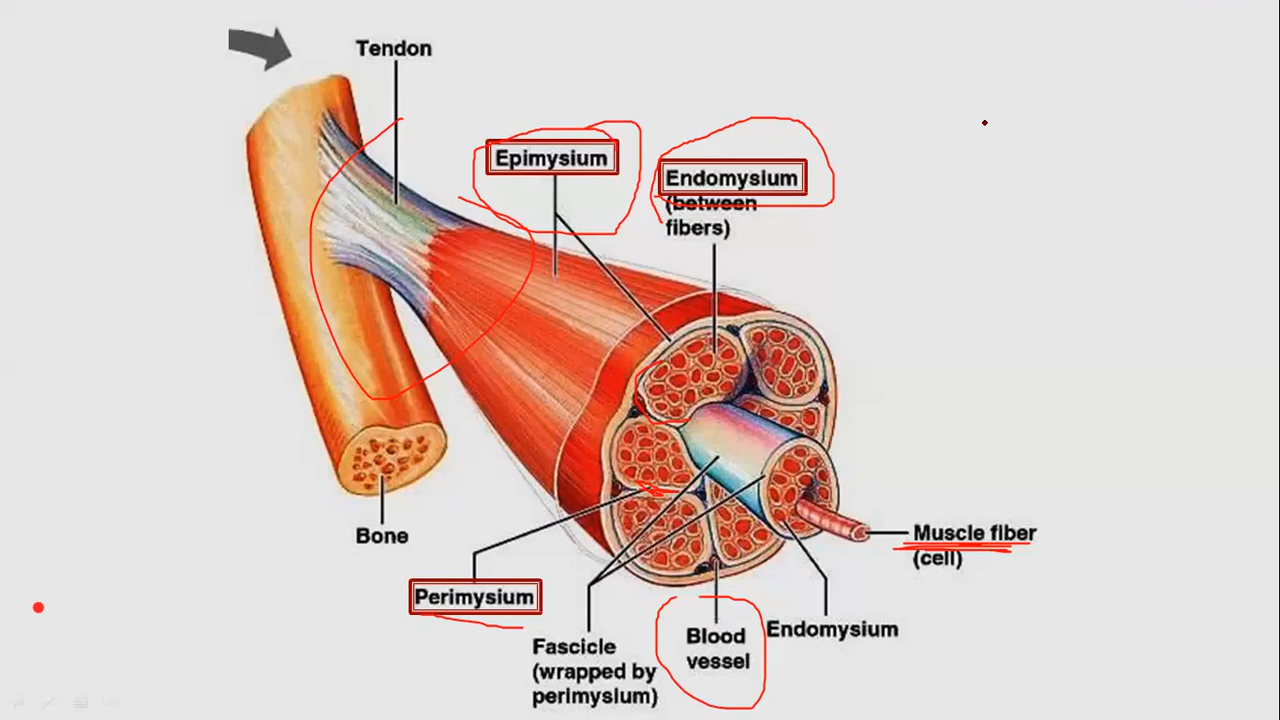 Tendon
Epimysium
Endomysium
(between
fibers)
Muscle fiber
(cell)
Bone
Perimysium
Fascicle
(wrapped by
perimysium)
Blood
vessel
Endomysium